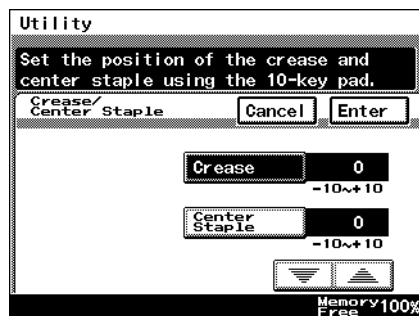 Utility
Set the position of the crease and
center staple using the 10-key pad.
Crease/
Center Staple
Cancel
Enter
Crease
0
-10~+10
Center
Staple
0
-10~+10
Memory
Free
100%